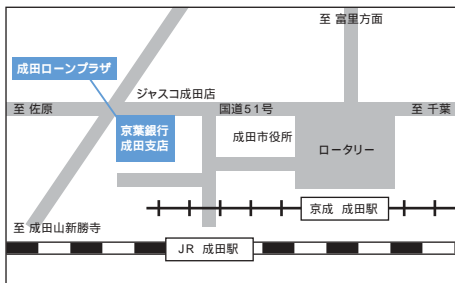 至 富里方面
成田ローンプラザ
ジャスコ成田店
至 佐原
国道51号
至 千葉
京葉銀行
成田支店
成田市役所
ロータリー
京成 成田駅
至 成田山新勝寺
JR 成田駅